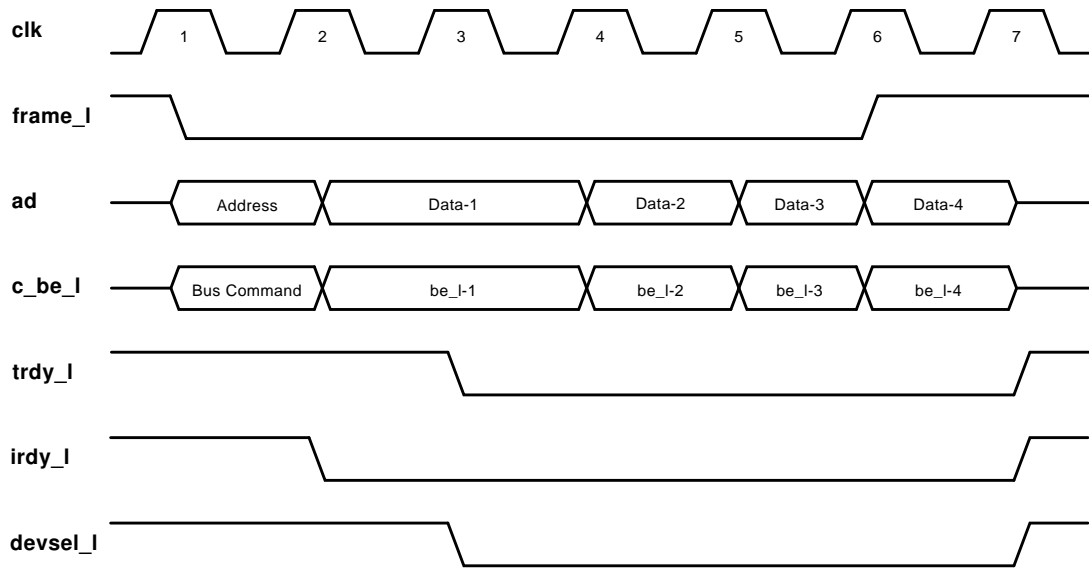 clk 1 2 3 4 5 6 7
frame_l
ad Address Data-1 Data-2 Data-3 Data-4
c_be_l Bus Command be_l-1 be_l-2 be_l-3 be_l-4
trdy_l
irdy_l
devsel_l